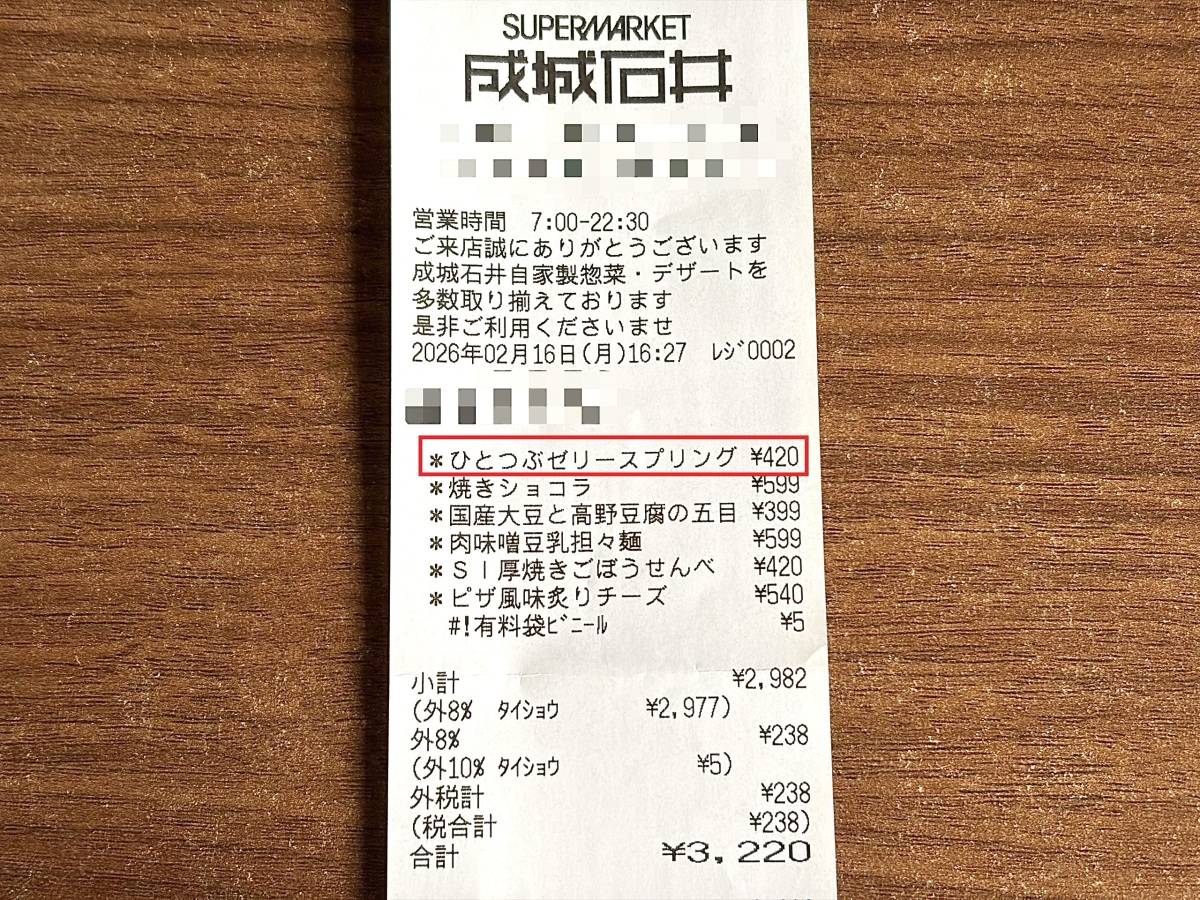 SUPERMARKET
成城石井
営業時間 7:00-22:30
ご来店誠にありがとうございます
成城石井自家製惣菜・デザートを
多数取り揃えております
是非ご利用くださいませ
2026年02月16日(月)16:27 ﾚｼﾞ0002
*ひとつぶゼリースプリング ¥420
*焼きショコラ ¥599
*国産大豆と高野豆腐の五目 ¥399
*肉味噌豆乳担々麺 ¥599
*SI厚焼きごぼうせんべ ¥420
*ピザ風味炙りチーズ ¥540
#!有料袋ﾋﾞﾆｰﾙ ¥5
小計 ¥2,982
(外8% ﾀｲｼｮｳ ¥2,977)
外8% ¥238
(外10% ﾀｲｼｮｳ ¥5)
外税計 ¥238
(税合計 ¥238)
合計 ¥3,220